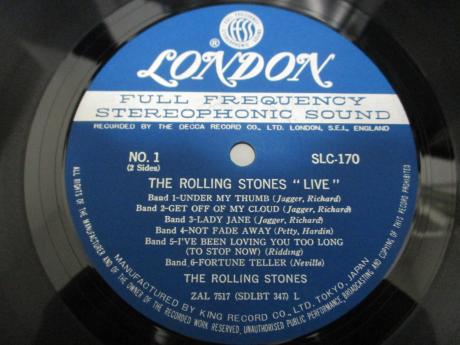 FULL FREQUENCY STEREOPHONIC SOUND
®LONDON
FULL FREQUENCY
STEREOPHONIC SOUND
RECORDED BY THE DECCA RECORD CO., LTD. LONDON, S.E.I., ENGLAND
NO. 1
(2 Sides)
SLC-170
THE ROLLING STONES "LIVE"
Band 1-UNDER MY THUMB (Jagger, Richard)
Band 2-GET OFF OF MY CLOUD (Jagger, Richard)
Band 3-LADY JANE (Jagger, Richard)
Band 4-NOT FADE AWAY (Petty, Hardin)
Band 5-I'VE BEEN LOVING YOU TOO LONG
(TO STOP NOW) (Ridding)
Band 6-FORTUNE TELLER (Neville)
THE ROLLING STONES
ZAL 7517 (SDLBT 347) L
MANUFACTURED BY KING RECORD CO., LTD. TOKYO, JAPAN
ALL RIGHTS OF THE MANUFACTURER AND OF THE OWNER OF THE RECORDED WORK RESERVED. UNAUTHORISED PUBLIC PERFORMANCE, BROADCASTING AND COPYING OF THIS RECORD PROHIBITED